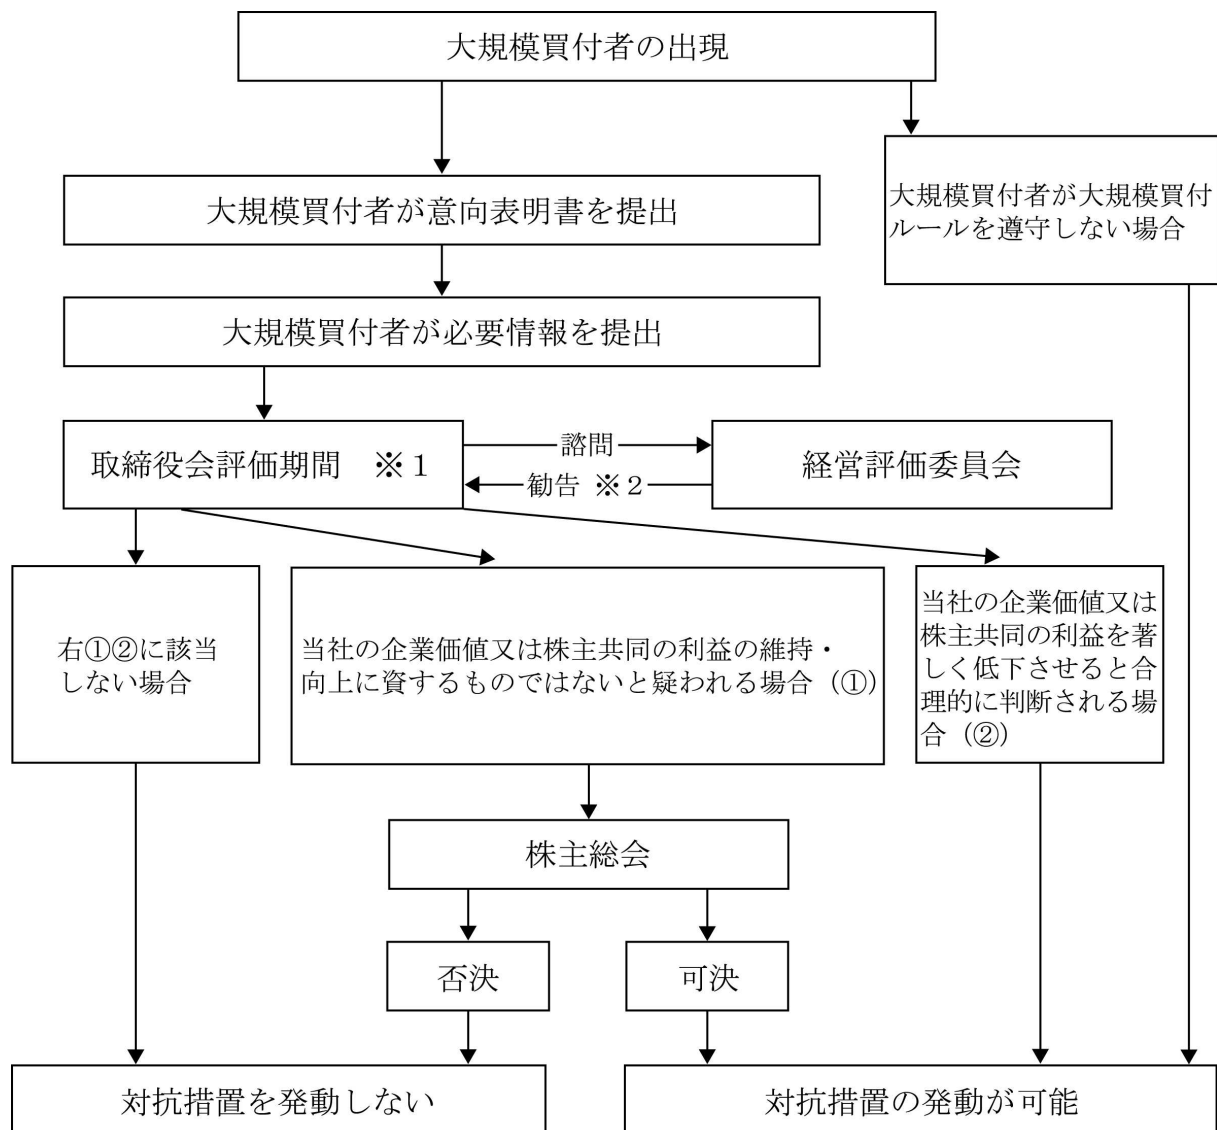 大規模買付者の出現
大規模買付者が大規模買付
ルールを遵守しない場合
大規模買付者が意向表明書を提出
大規模買付者が必要情報を提出
取締役会評価期間　※1
諮問
勧告 ※2
経営評価委員会
右①②に該当
しない場合
当社の企業価値又は株主共同の利益の維持・
向上に資するものではないと疑われる場合（①）
当社の企業価値又は
株主共同の利益を著
しく低下させると合
理的に判断される場
合（②）
株主総会
否決
可決
対抗措置を発動しない
対抗措置の発動が可能